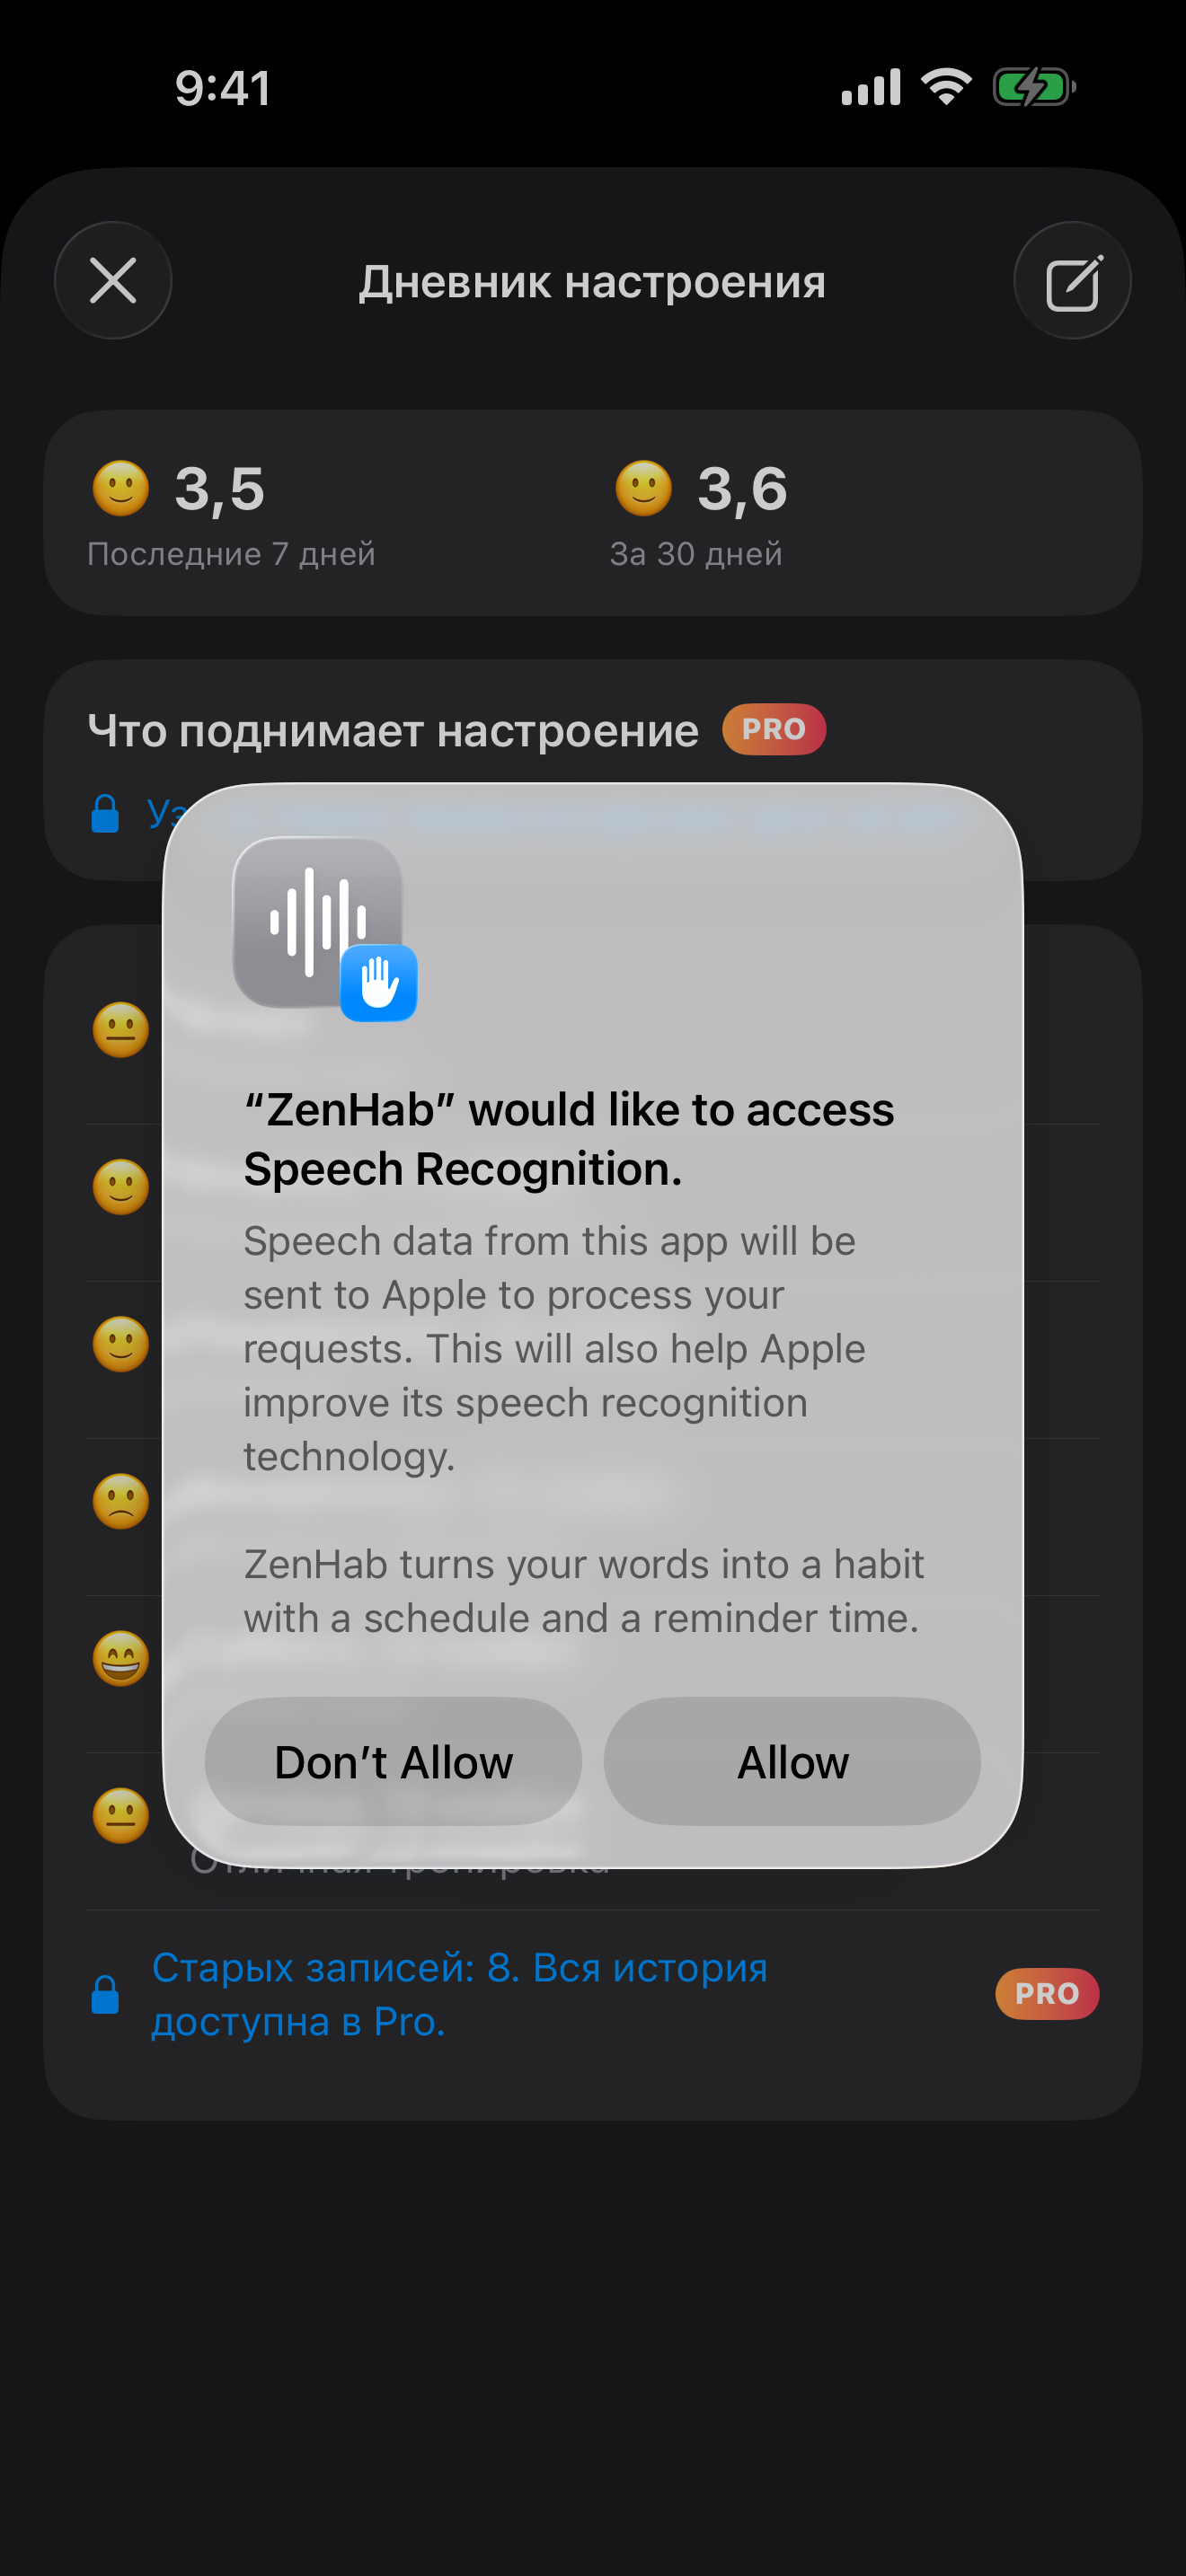 9:41
Дневник настроения
3,5
3,6
Последние 7 дней
За 30 дней
Что поднимает настроение PRO
“ZenHab” would like to access
Speech Recognition.
Speech data from this app will be
sent to Apple to process your
requests. This will also help Apple
improve its speech recognition
technology.
ZenHab turns your words into a habit
with a schedule and a reminder time.
Don’t Allow
Allow
Отличная тренировка
Старых записей: 8. Вся история
доступна в Pro.
PRO